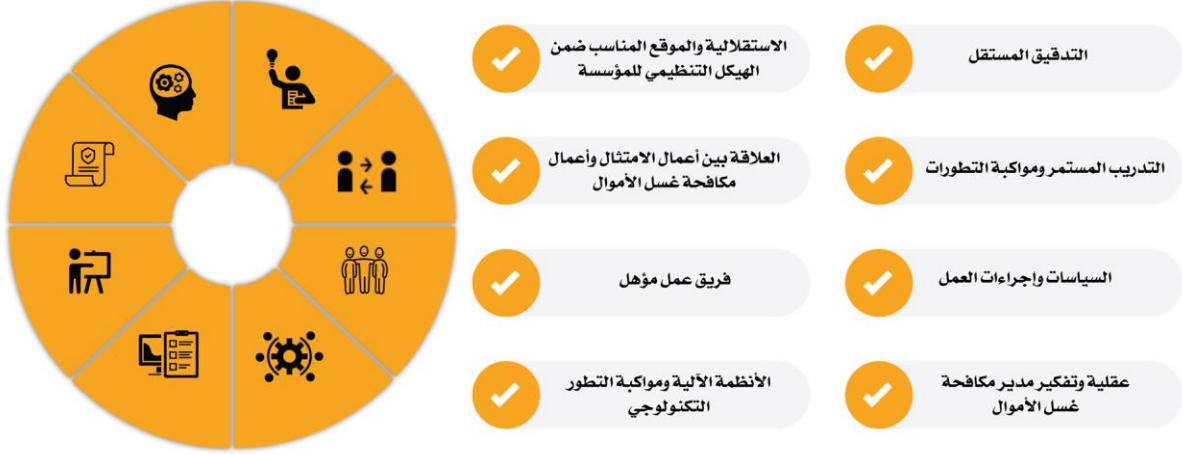 الاستقلالية والموقع المناسب ضمن
الهيكل التنظيمي للمؤسسة
العلاقة بين أعمال الامتثال وأعمال
مكافحة غسل الأموال
فريق عمل مؤهل
الأنظمة الآلية ومواكبة التطور
التكنولوجي
التدقيق المستقل
التدريب المستمر ومواكبة التطورات
السياسات وإجراءات العمل
عقلية وتفكير مدير مكافحة
غسل الأموال